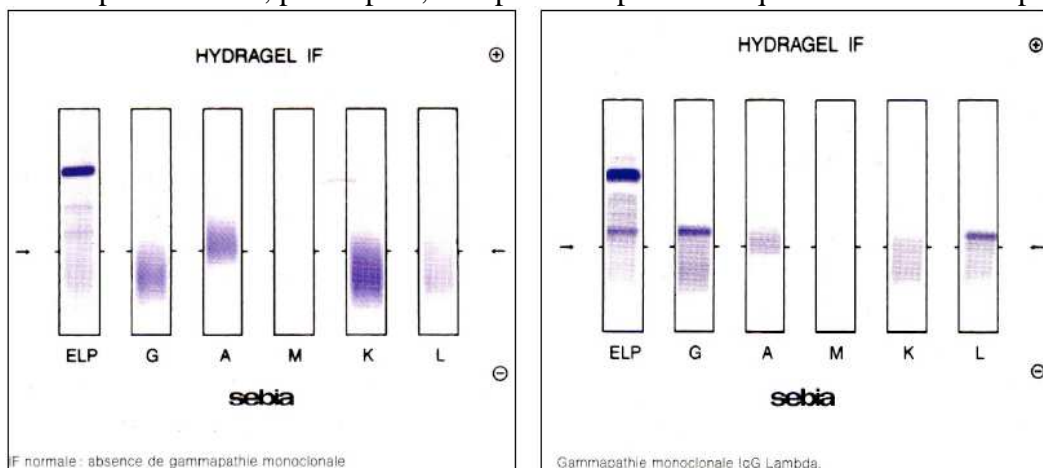 HYDRAGEL IF
ELP G A M K L
sebia
IF normale : absence de gammapathie monoclonale
HYDRAGEL IF
ELP G A M K L
sebia
Gammapathie monoclonale IgG Lambda.